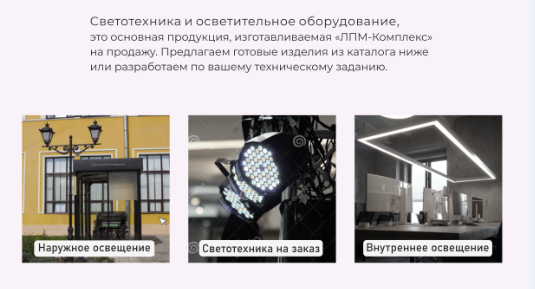 Светотехника и осветительное оборудование,
это основная продукция, изготавливаемая «ЛПМ-Комплекс»
на продажу. Предлагаем готовые изделия из каталога ниже
или разработаем по вашему техническому заданию.
Наружное освещение
Светотехника на заказ
Внутреннее освещение